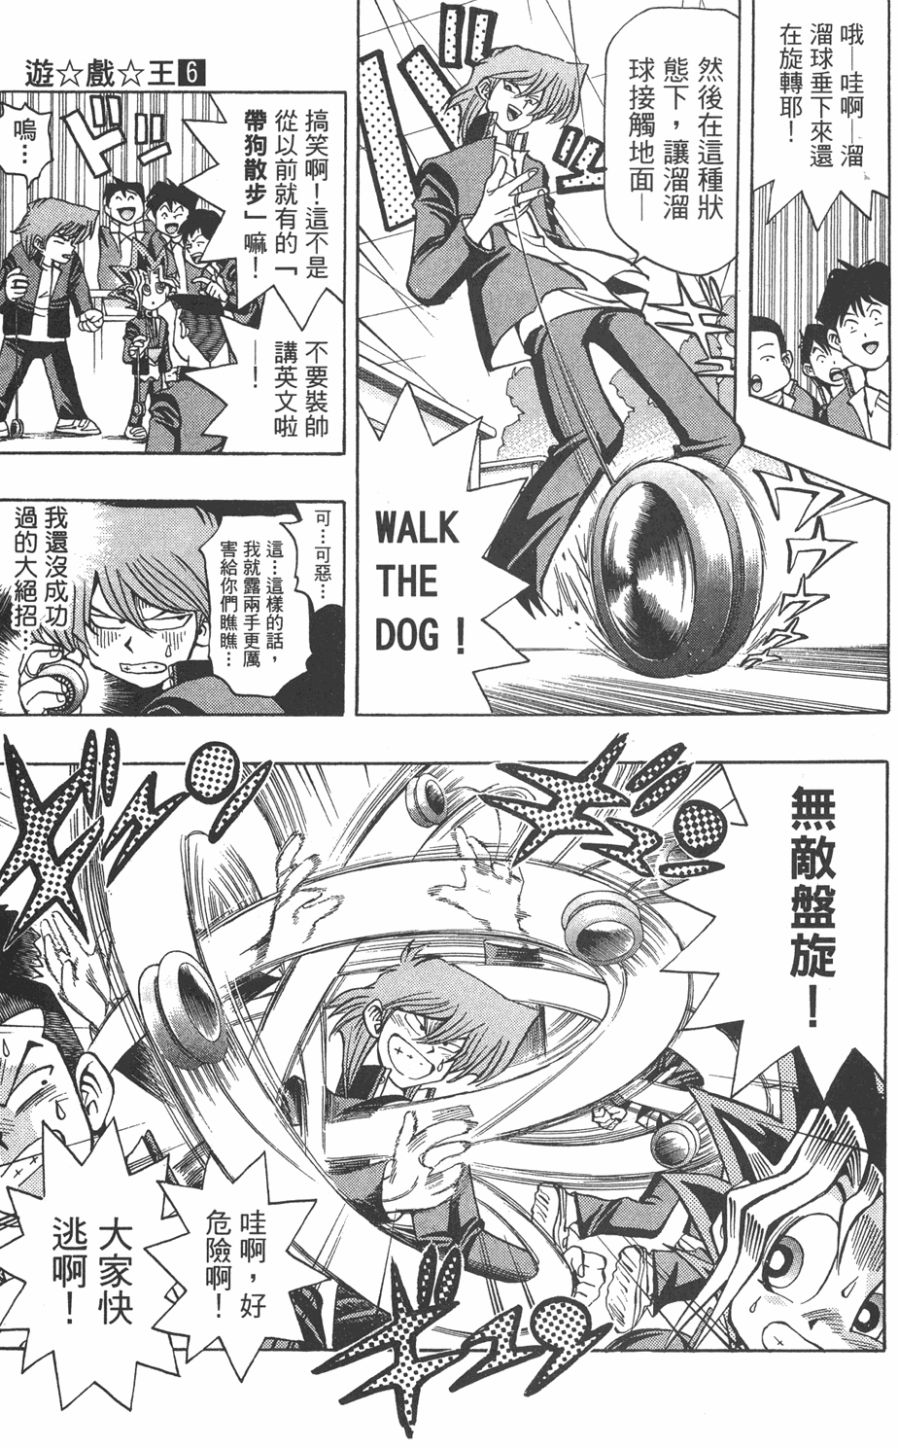 哦—哇啊—溜
溜球垂下來還
在旋轉耶！
然後在這種狀
態下，讓溜溜
球接觸地面—
WALK
THE
DOG！
遊☆戲☆王6
搞笑啊！這不是
從以前就有的「
帶狗散步」嘛！
不要裝帥
講英文啦
—！
嗚…
可…可惡…
這…這樣的話，
我就露兩手更厲
害給你們瞧瞧…
我還沒成功
過的大絕招…
無敵盤旋！
哇啊，好
危險啊！
大家快
逃啊！